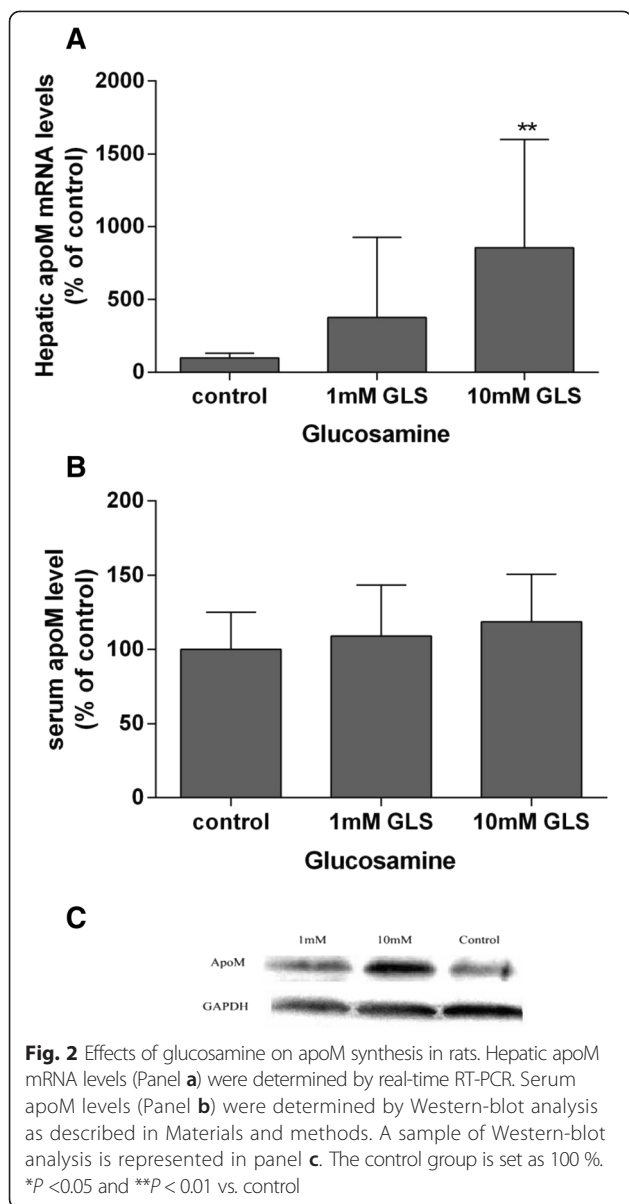 A
2000
1500
1000
500
0
Hepatic apoM mRNA levels
(% of control)
**
control 1mM GLS 10mM GLS
Glucosamine
B
200
150
100
50
0
serum apoM level
(% of control)
control 1mM GLS 10mM GLS
Glucosamine
C
1mM 10mM Control
ApoM
GAPDH
Fig. 2 Effects of glucosamine on apoM synthesis in rats. Hepatic apoM
mRNA levels (Panel a) were determined by real-time RT-PCR. Serum
apoM levels (Panel b) were determined by Western-blot analysis
as described in Materials and methods. A sample of Western-blot
analysis is represented in panel c. The control group is set as 100 %.
*P <0.05 and **P < 0.01 vs. control